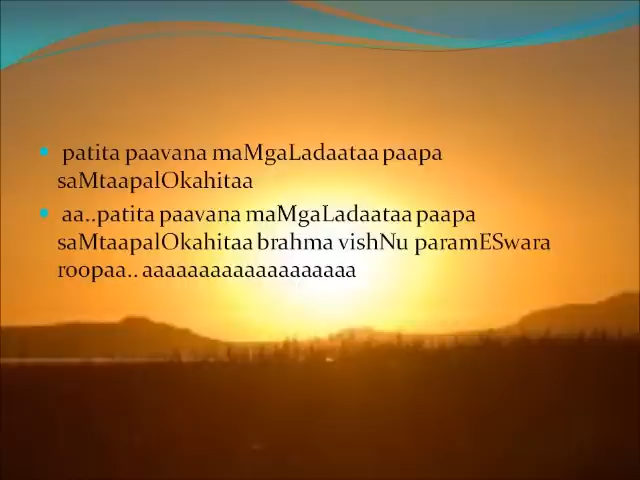 patita paavana maMgaLadaataa paapa
saMtaapalOkahitaa
aa..patita paavana maMgaLadaataa paapa
saMtaapalOkahitaa brahma vishNu paramESwara
roopaa.. aaaaaaaaaaaaaaaaaaa